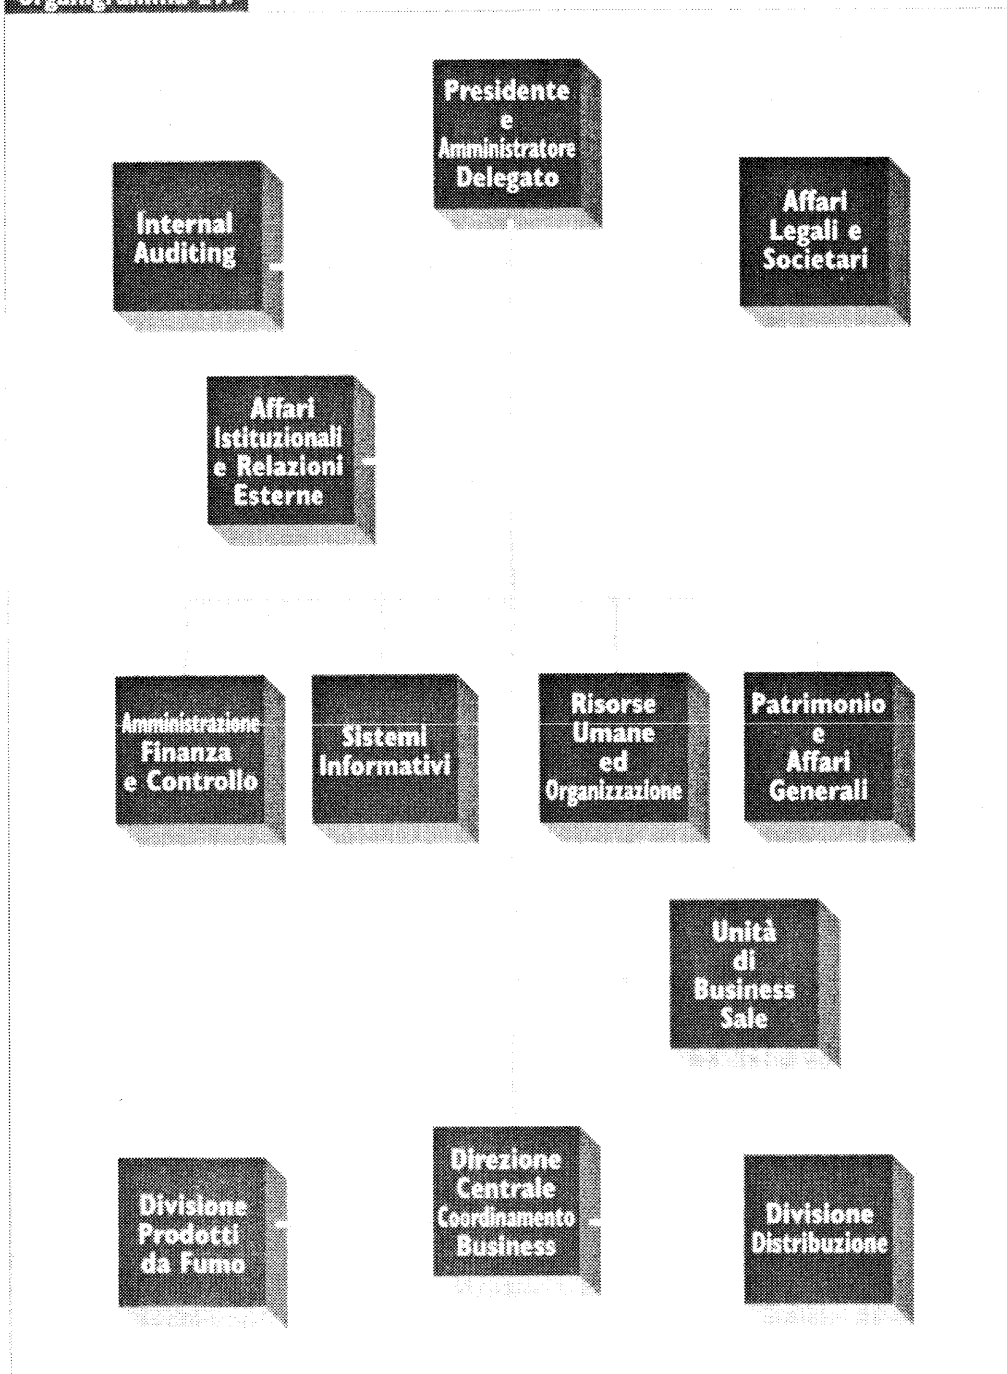 Presidente
e
Amministratore
Delegato
Internal
Auditing
Affari
Legali e
Societari
Affari
Istituzionali
e Relazioni
Esterne
Amministrazione
Finanza
e Controllo
Sistemi
Informativi
Risorse
Umane
ed
Organizzazione
Patrimonio
e
Affari
Generali
Unità
di
Business
Sale
Divisione
Prodotti
da Fumo
Direzione
Centrale
Coordinamento
Business
Divisione
Distribuzione